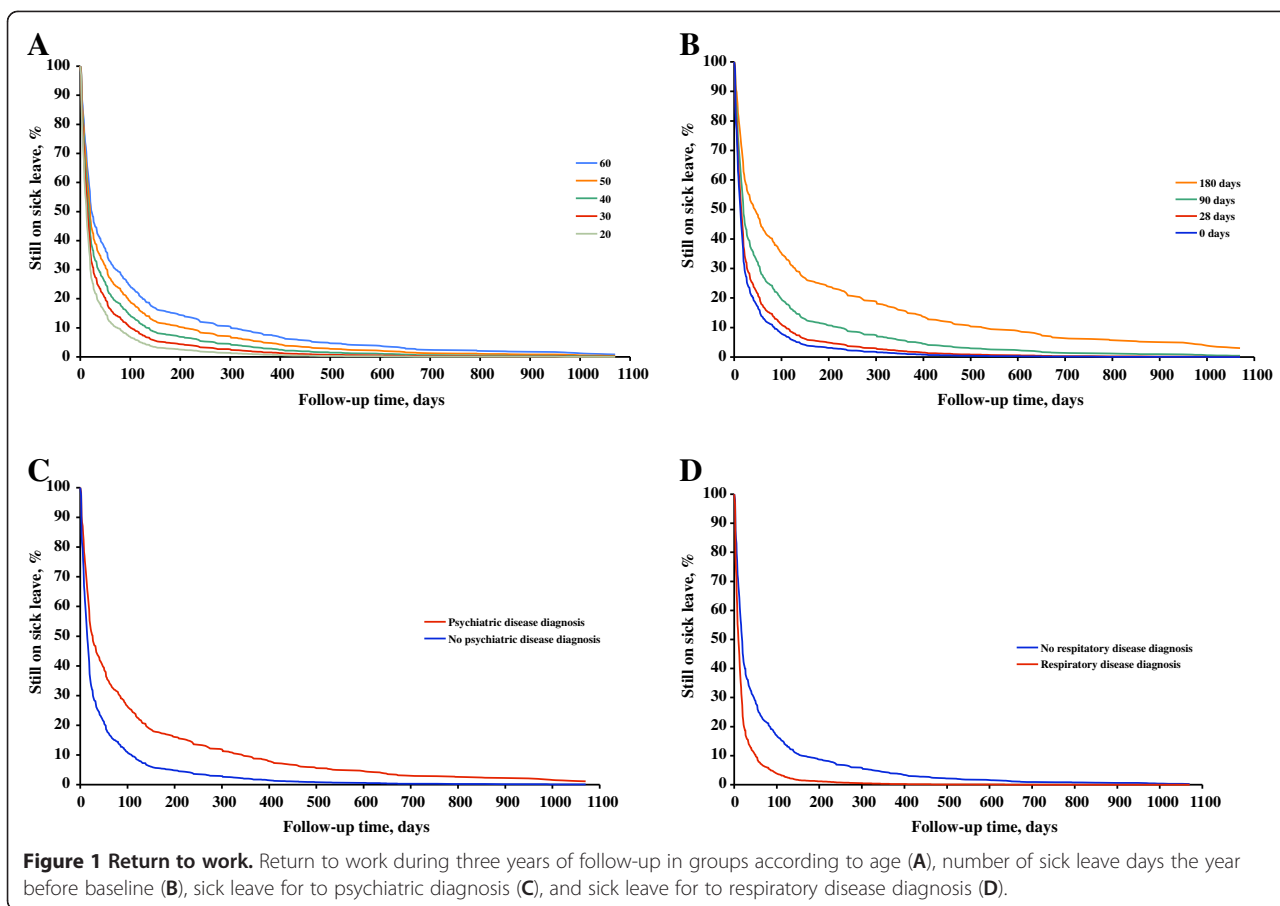 A
100
90
80
70
60
50
40
30
20
10
0
Still on sick leave, %
60
50
40
30
20
0 100 200 300 400 500 600 700 800 900 1000 1100
Follow-up time, days
B
100
90
80
70
60
50
40
30
20
10
0
Still on sick leave, %
180 days
90 days
28 days
0 days
0 100 200 300 400 500 600 700 800 900 1000 1100
Follow-up time, days
C
100
90
80
70
60
50
40
30
20
10
0
Still on sick leave, %
Psychiatric disease diagnosis
No psychiatric disease diagnosis
0 100 200 300 400 500 600 700 800 900 1000 1100
Follow-up time, days
D
100
90
80
70
60
50
40
30
20
10
0
Still on sick leave, %
No respitatory disease diagnosis
Respiratory disease diagnosis
0 100 200 300 400 500 600 700 800 900 1000 1100
Follow-up time, days
Figure 1 Return to work. Return to work during three years of follow-up in groups according to age (A), number of sick leave days the year
before baseline (B), sick leave for to psychiatric diagnosis (C), and sick leave for to respiratory disease diagnosis (D).